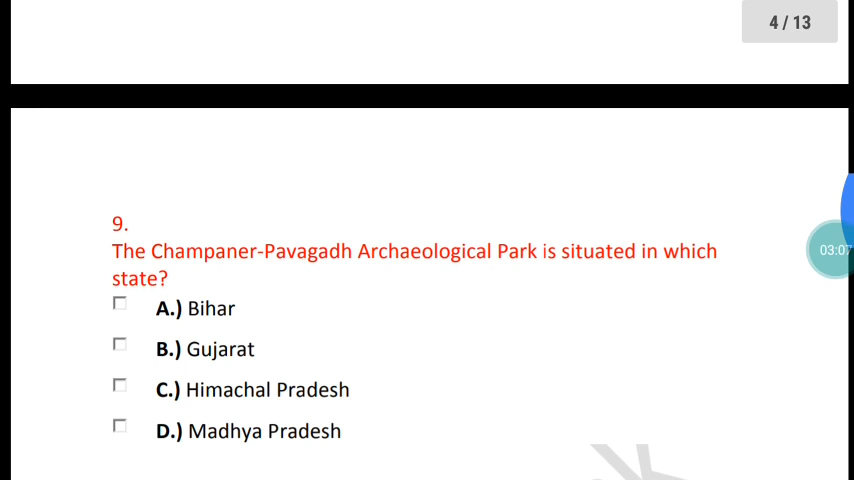 4 / 13
9.
The Champaner-Pavagadh Archaeological Park is situated in which
state?
A.) Bihar
B.) Gujarat
C.) Himachal Pradesh
D.) Madhya Pradesh
03:07